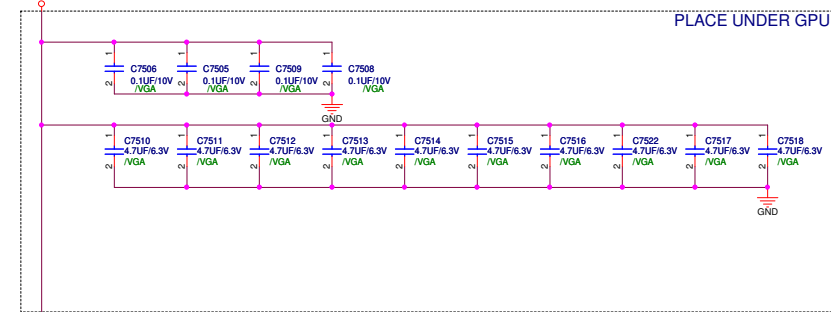 PLACE UNDER GPU
1 1 1 1
C7506 C7505 C7509 C7508
0.1UF/10V 0.1UF/10V 0.1UF/10V 0.1UF/10V
2 2 2 2
/VGA /VGA /VGA /VGA
GND
1 1 1 1 1 1 1 1 1 1
C7510 C7511 C7512 C7513 C7514 C7515 C7516 C7522 C7517 C7518
4.7UF/6.3V 4.7UF/6.3V 4.7UF/6.3V 4.7UF/6.3V 4.7UF/6.3V 4.7UF/6.3V 4.7UF/6.3V 4.7UF/6.3V 4.7UF/6.3V 4.7UF/6.3V
2 2 2 2 2 2 2 2 2 2
/VGA /VGA /VGA /VGA /VGA /VGA /VGA /VGA /VGA /VGA
GND